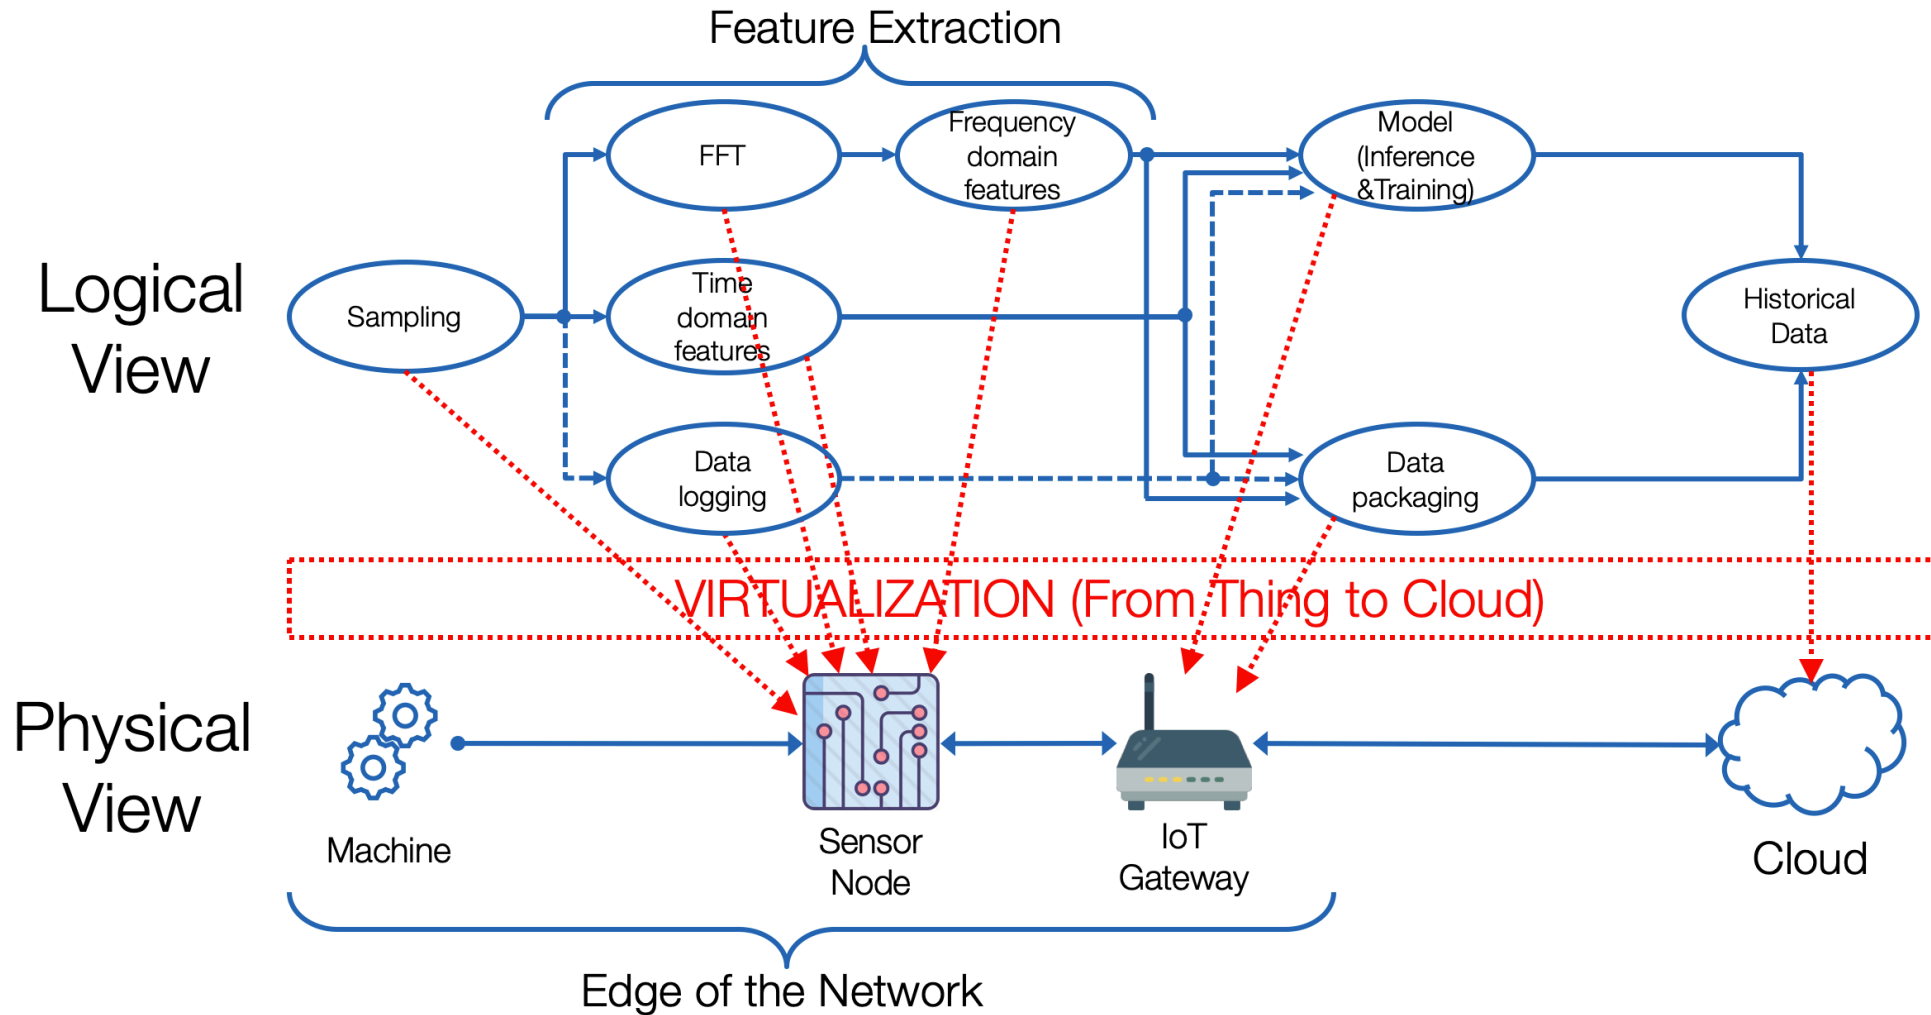 Feature Extraction
FFT
Frequency
domain
features
Model
(Inference
&Training)
Logical
View
Sampling
Time
domain
features
Historical
Data
Data
logging
Data
packaging
VIRTUALIZATION (From Thing to Cloud)
Physical
View
Machine
Sensor
Node
IoT
Gateway
Cloud
Edge of the Network